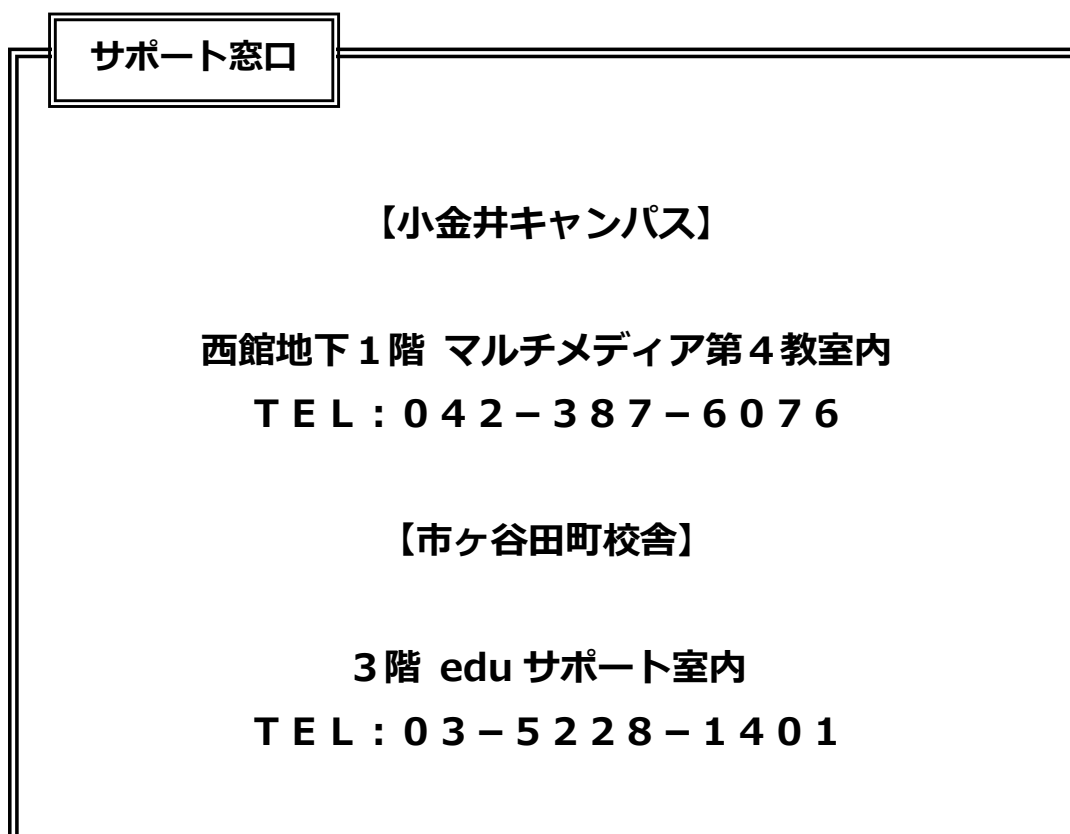 サポート窓口
【小金井キャンパス】
西館地下１階 マルチメディア第４教室内
ＴＥＬ：０４２－３８７－６０７６
【市ヶ谷田町校舎】
３階 edu サポート室内
ＴＥＬ：０３－５２２８－１４０１